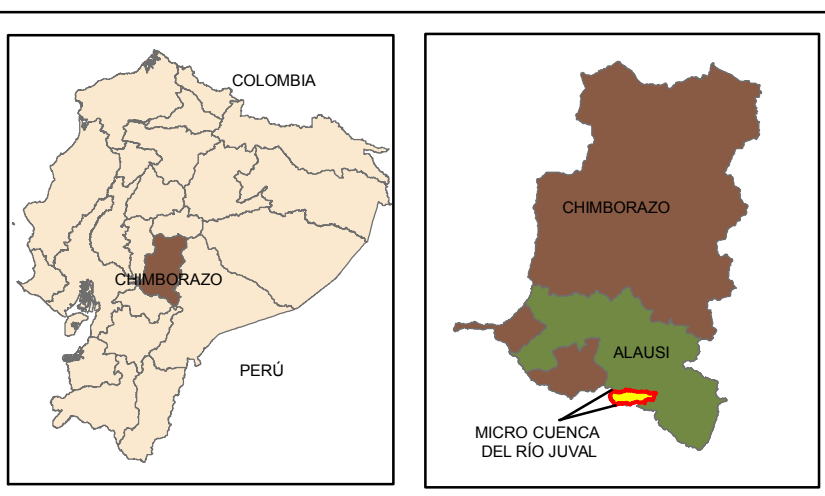 COLOMBIA
CHIMBORAZO
PERÚ
CHIMBORAZO
ALAUSI
MICRO CUENCA
DEL RÍO JUVAL